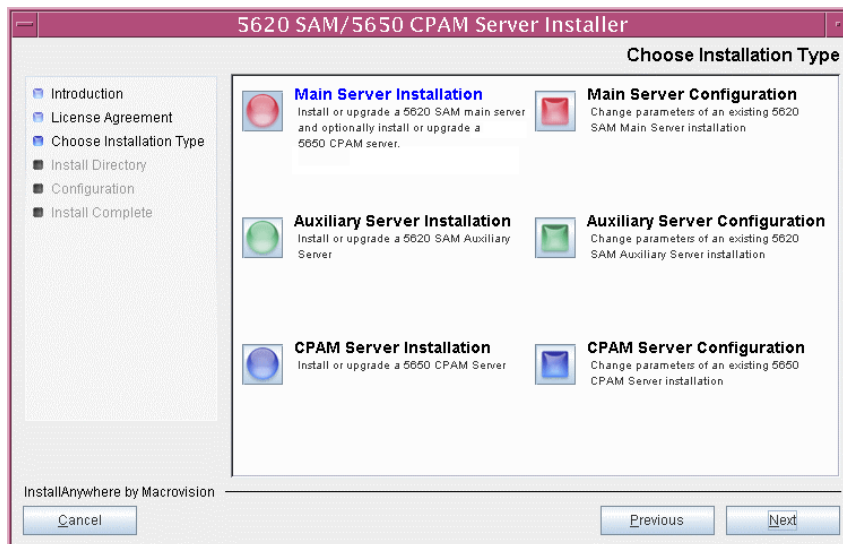 5620 SAM/5650 CPAM Server Installer
Choose Installation Type
Introduction
License Agreement
Choose Installation Type
Install Directory
Configuration
Install Complete
Main Server Installation
Install or upgrade a 5620 SAM main server
and optionally install or upgrade a
5650 CPAM server.
Main Server Configuration
Change parameters of an existing 5620
SAM Main Server installation
Auxiliary Server Installation
Install or upgrade a 5620 SAM Auxiliary
Server
Auxiliary Server Configuration
Change parameters of an existing 5620
SAM Auxiliary Server installation
CPAM Server Installation
Install or upgrade a 5650 CPAM Server
CPAM Server Configuration
Change parameters of an existing 5650
CPAM Server installation
InstallAnywhere by Macrovision
Cancel
Previous
Next